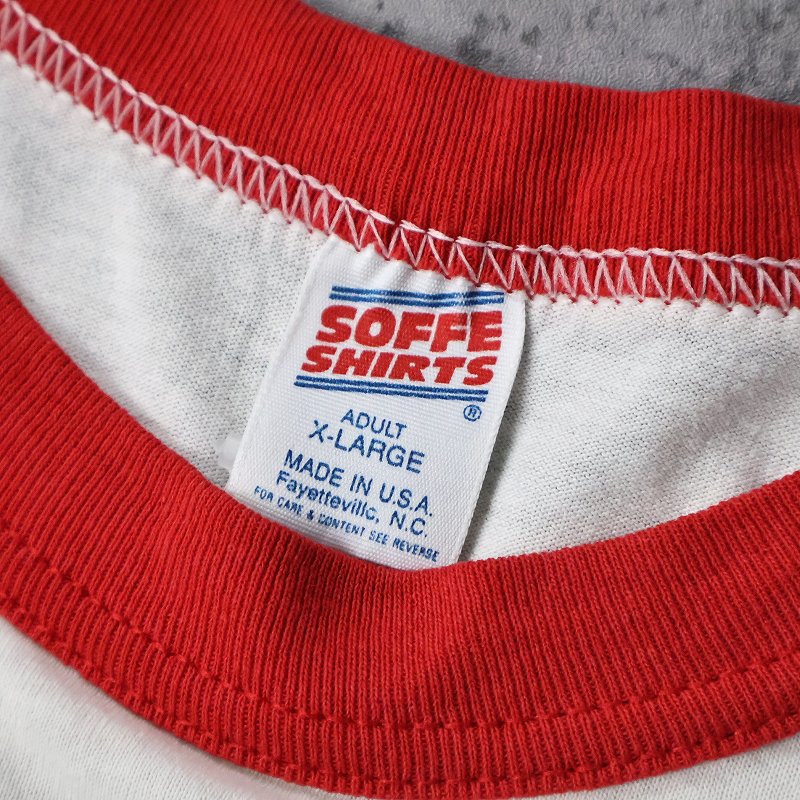 SOFFE
SHIRTS
®
ADULT
X-LARGE
MADE IN U.S.A.
Fayetteville, N.C.
FOR CARE & CONTENT SEE REVERSE